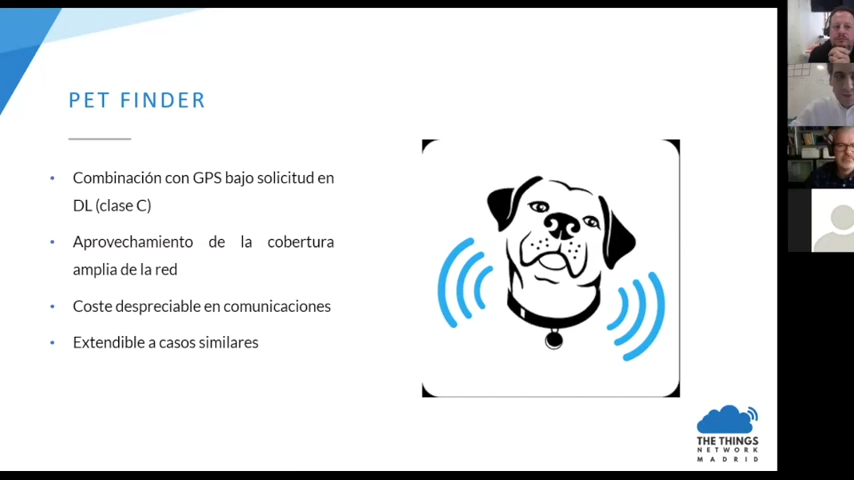 PET FINDER
• Combinación con GPS bajo solicitud en
DL (clase C)
• Aprovechamiento de la cobertura
amplia de la red
• Coste despreciable en comunicaciones
• Extendible a casos similares
THE THINGS
NETWORK
MADRID